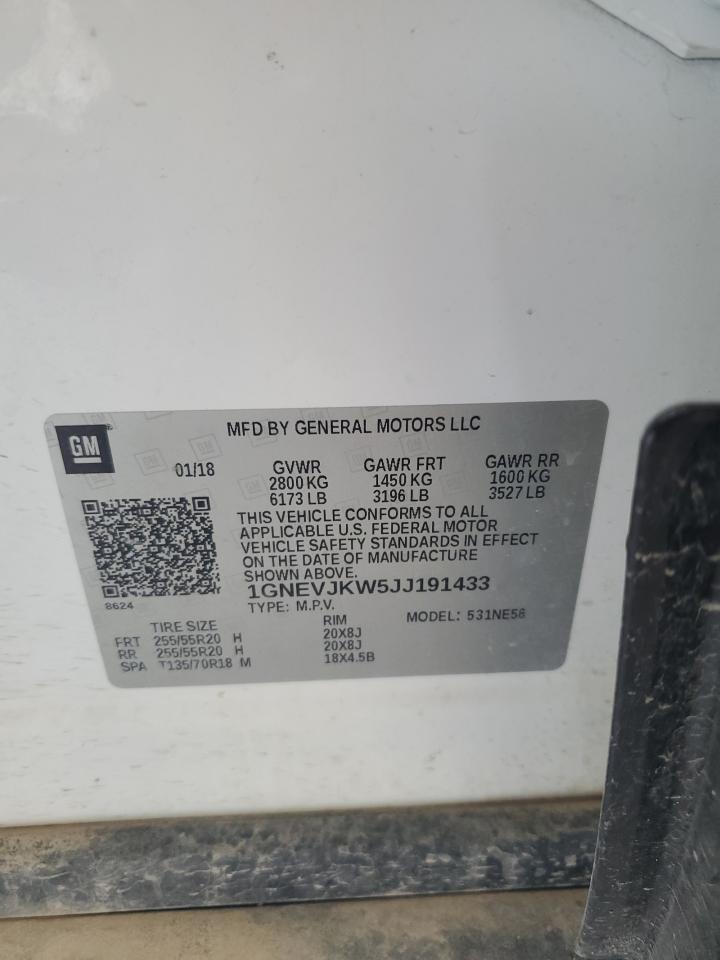 MFD BY GENERAL MOTORS LLC
GM
01/18 GVWR GAWR FRT GAWR RR
2800 KG 1450 KG 1600 KG
6173 LB 3196 LB 3527 LB
THIS VEHICLE CONFORMS TO ALL
APPLICABLE U.S. FEDERAL MOTOR
VEHICLE SAFETY STANDARDS IN EFFECT
ON THE DATE OF MANUFACTURE
SHOWN ABOVE.
1GNEVJKW5JJ191433
8624
TYPE: M.P.V. MODEL: 531NE56
TIRE SIZE RIM
FRT 255/55R20 H 20X8J
RR 255/55R20 H 20X8J
SPA T135/70R18 M 18X4.5B